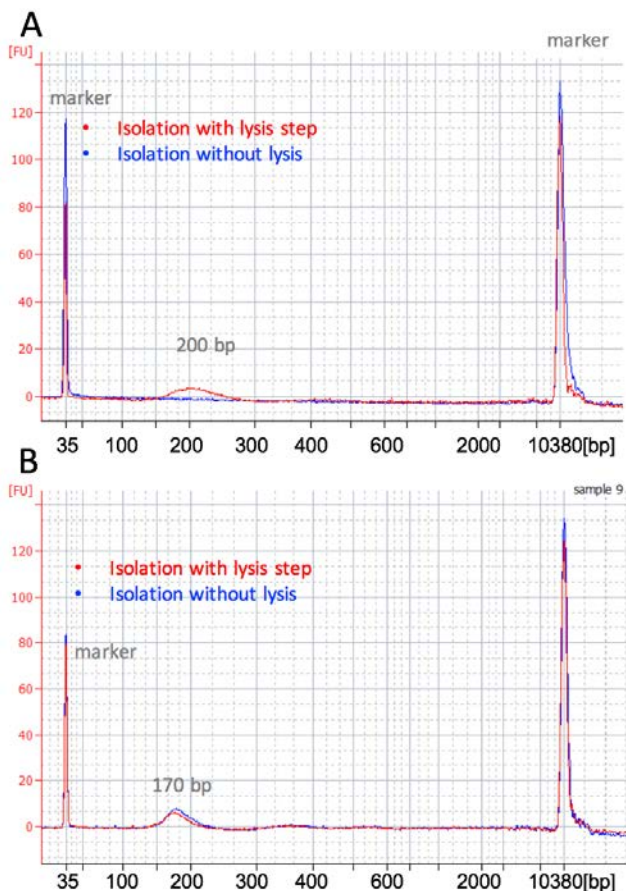 A
marker
[FU]
marker
120
• Isolation with lysis step
• Isolation without lysis
100
80
60
40
200 bp
20
0
35 100 200 300 400 600 2000 10380[bp]
B
[FU]
sample 9
120
• Isolation with lysis step
• Isolation without lysis
100
80
marker
60
40
170 bp
20
0
35 100 200 300 400 600 2000 10380[bp]